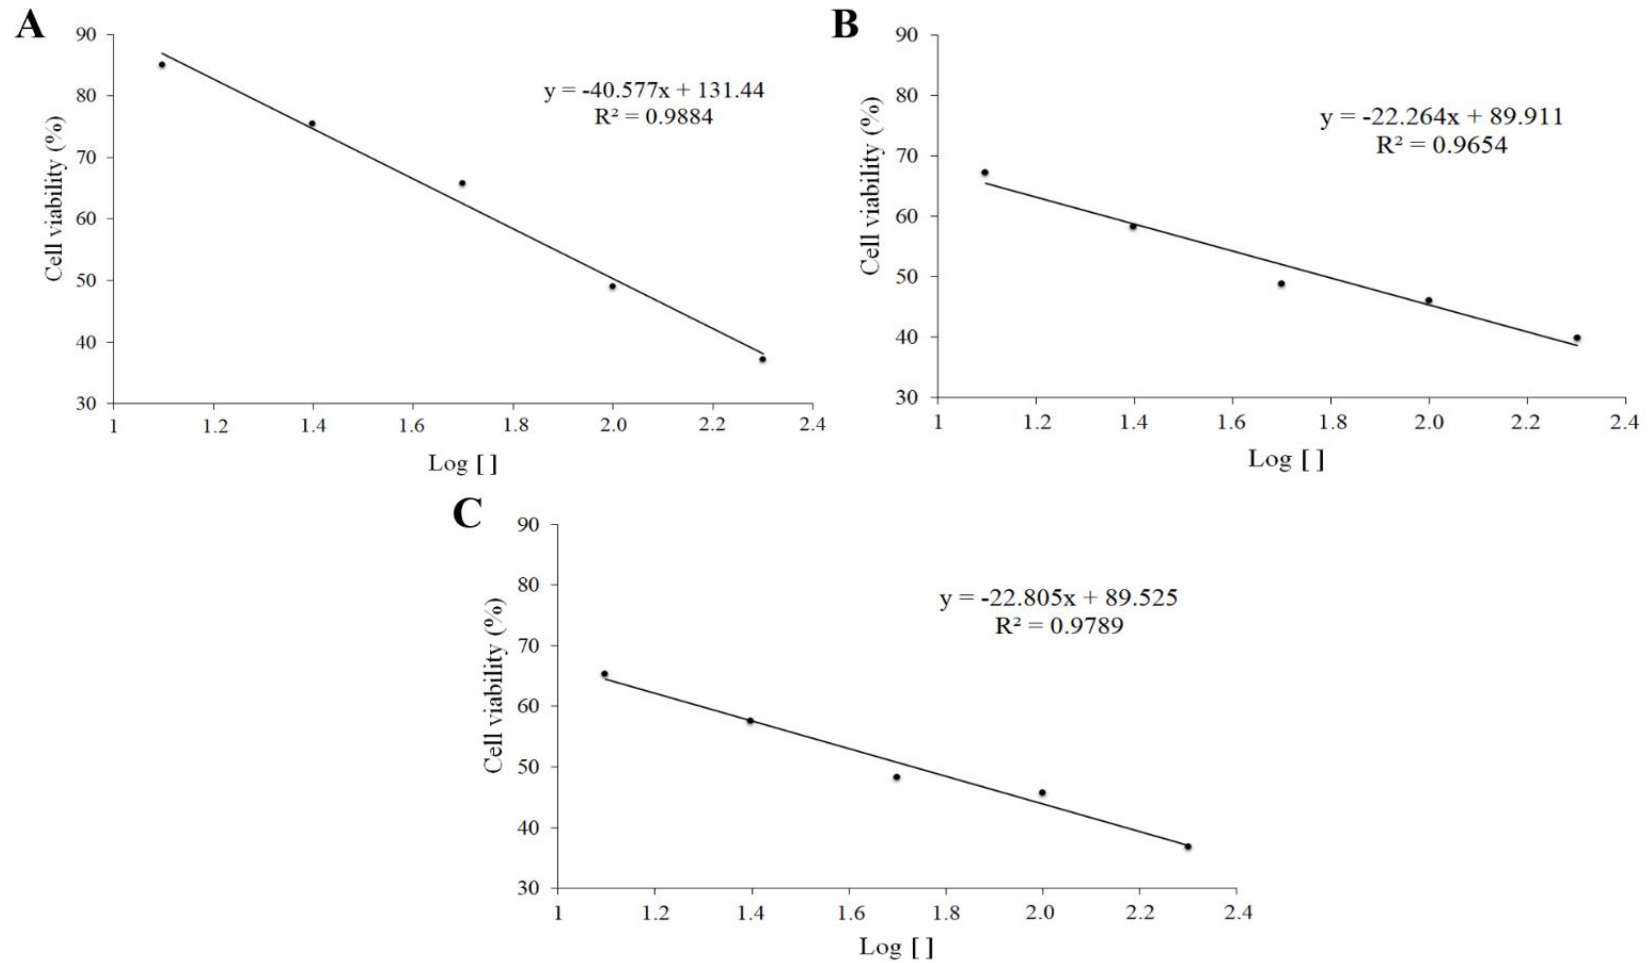 A
90
80
70
60
50
40
30
Cell viability (%)
y = -40.577x + 131.44
R² = 0.9884
1 1.2 1.4 1.6 1.8 2.0 2.2 2.4
Log [ ]
B
90
80
70
60
50
40
30
Cell viability (%)
y = -22.264x + 89.911
R² = 0.9654
1 1.2 1.4 1.6 1.8 2.0 2.2 2.4
Log [ ]
C
90
80
70
60
50
40
30
Cell viability (%)
y = -22.805x + 89.525
R² = 0.9789
1 1.2 1.4 1.6 1.8 2.0 2.2 2.4
Log [ ]